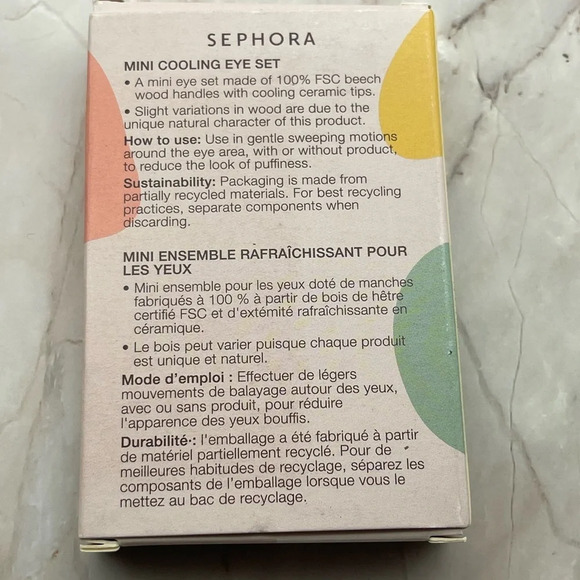 SEPHORA
MINI COOLING EYE SET
• A mini eye set made of 100% FSC beech
wood handles with cooling ceramic tips.
• Slight variations in wood are due to the
unique natural character of this product.
How to use: Use in gentle sweeping motions
around the eye area, with or without product,
to reduce the look of puffiness.
Sustainability: Packaging is made from
partially recycled materials. For best recycling
practices, separate components when
discarding.
MINI ENSEMBLE RAFRAÎCHISSANT POUR
LES YEUX
• Mini ensemble pour les yeux doté de manches
fabriqués à 100 % à partir de bois de hêtre
certifié FSC et d'extémité rafraîchissante en
céramique.
• Le bois peut varier puisque chaque produit
est unique et naturel.
Mode d'emploi : Effectuer de légers
mouvements de balayage autour des yeux,
avec ou sans produit, pour réduire
l'apparence des yeux bouffis.
Durabilité : l'emballage a été fabriqué à partir
de matériel partiellement recyclé. Pour de
meilleures habitudes de recyclage, séparez les
composants de l'emballage lorsque vous le
mettez au bac de recyclage.